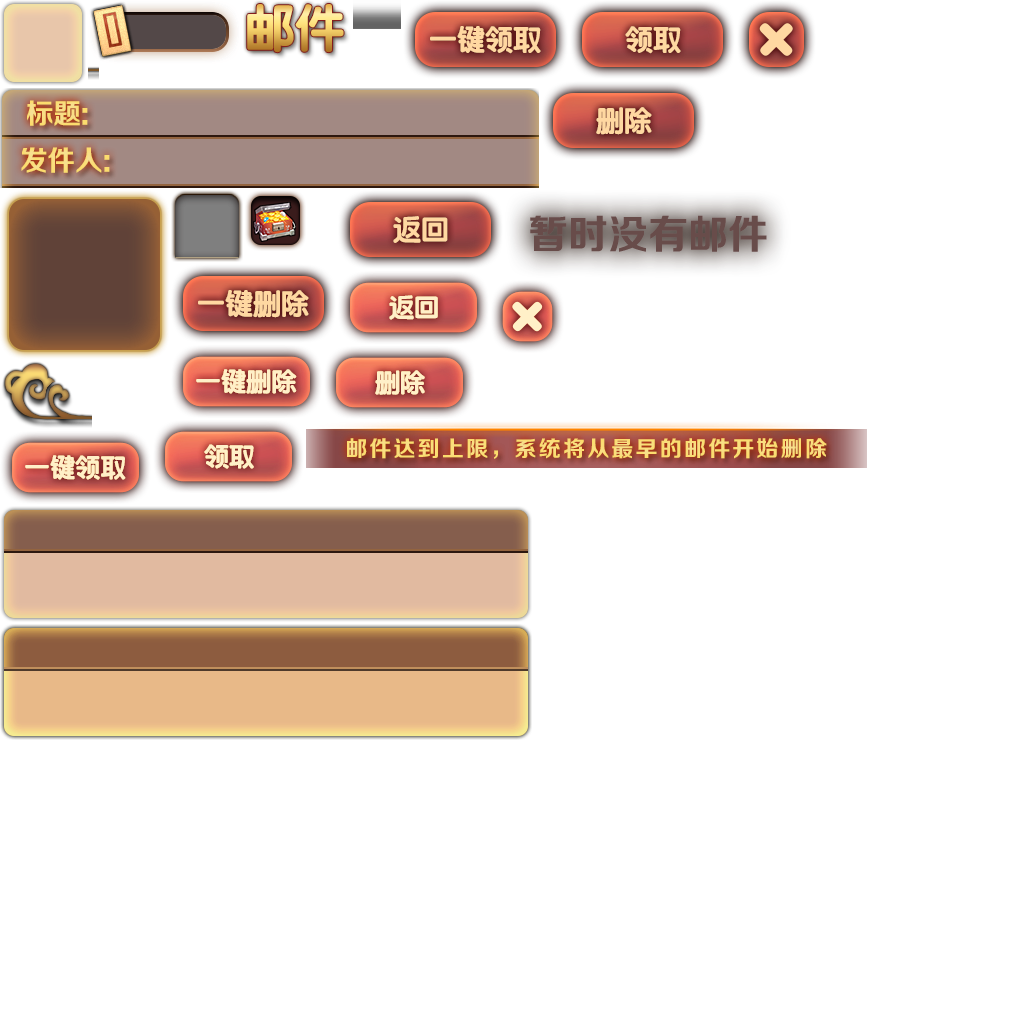 邮件
一键领取
领取
标题:
发件人:
删除
返回
暂时没有邮件
一键删除
返回
一键删除
删除
一键领取
领取
邮件达到上限，系统将从最早的邮件开始删除